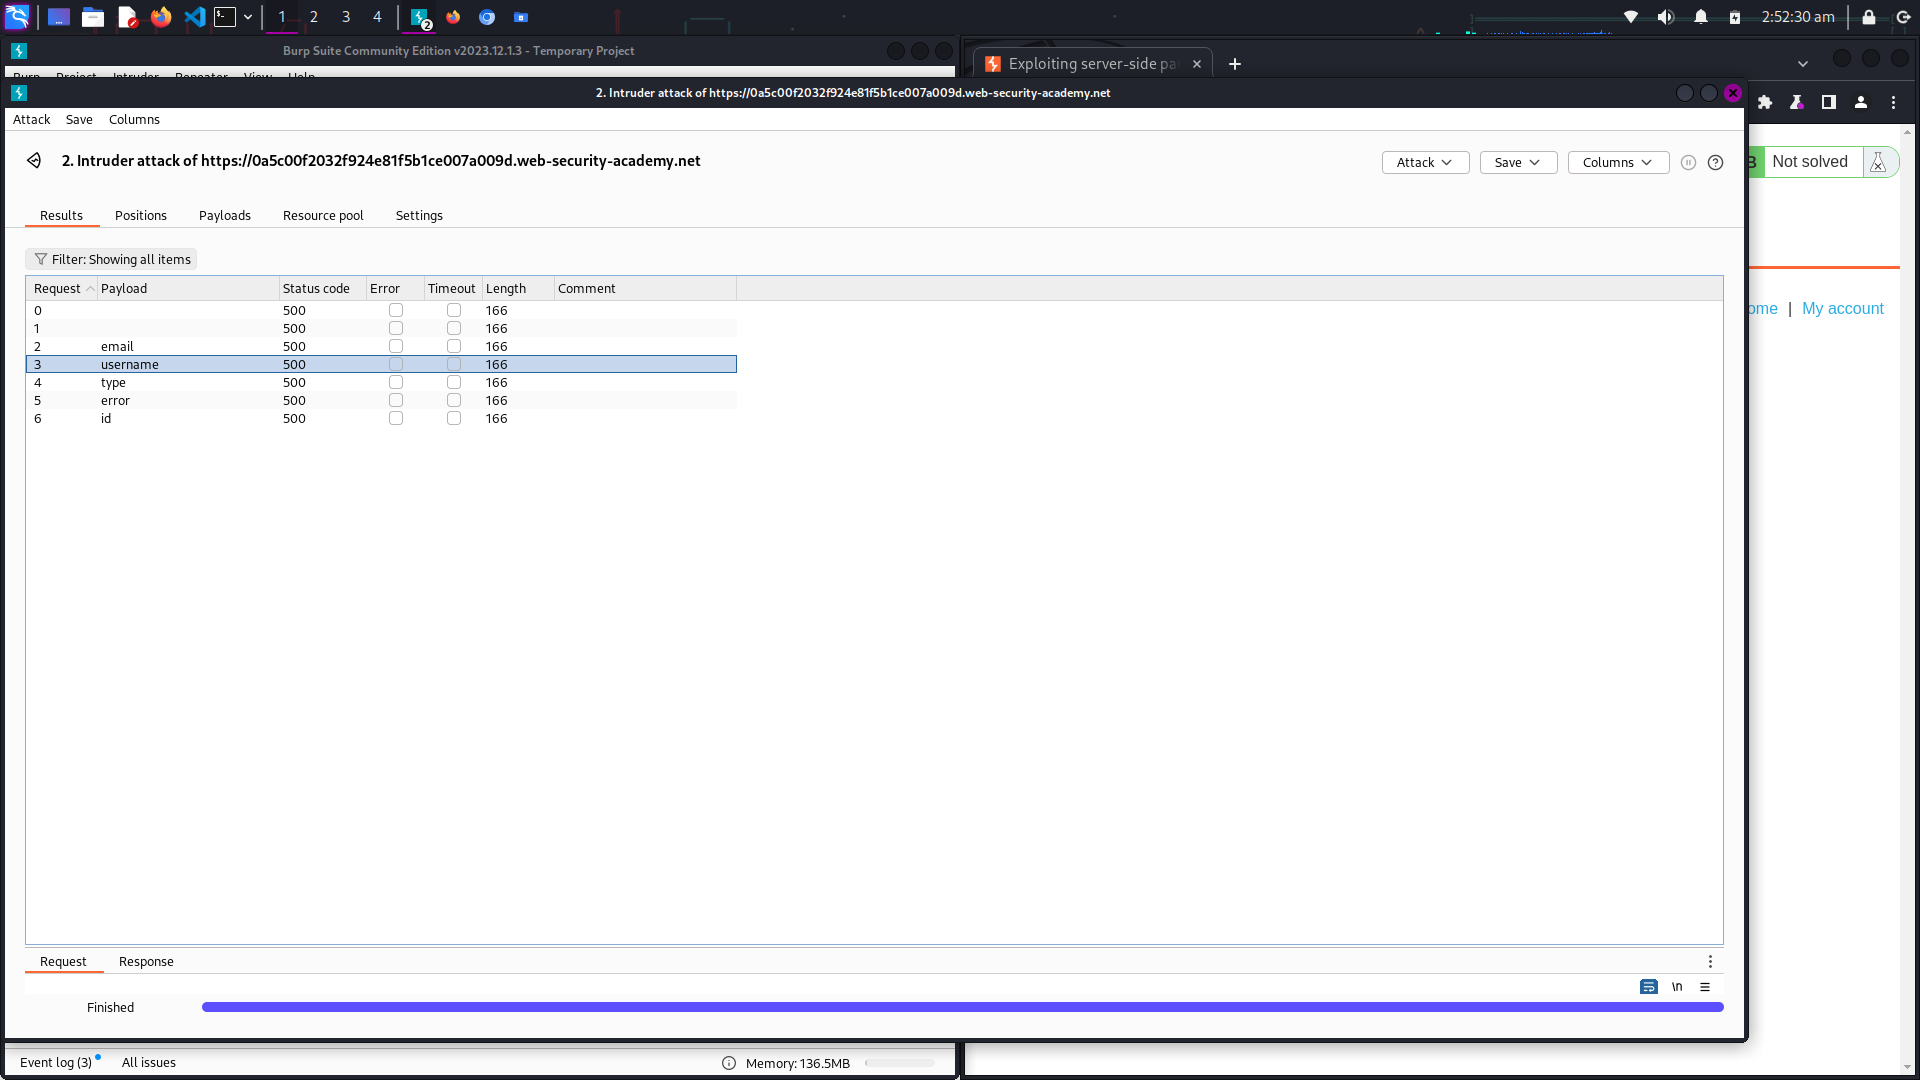 1 2 3 4 2 2:52:30 am
Burp Suite Community Edition v2023.12.1.3 - Temporary Project
Burp Project Intruder Repeater View Help
Exploiting server-side pa
2. Intruder attack of https://0a5c00f2032f924e81f5b1ce007a009d.web-security-academy.net
Attack Save Columns
2. Intruder attack of https://0a5c00f2032f924e81f5b1ce007a009d.web-security-academy.net
Attack Save Columns
B Not solved
Results Positions Payloads Resource pool Settings
Filter: Showing all items
Request Payload Status code Error Timeout Length Comment
0 500 166
1 500 166
2 email 500 166
3 username 500 166
4 type 500 166
5 error 500 166
6 id 500 166
ome | My account
Request Response
\n
Finished
Event log (3) All issues Memory: 136.5MB